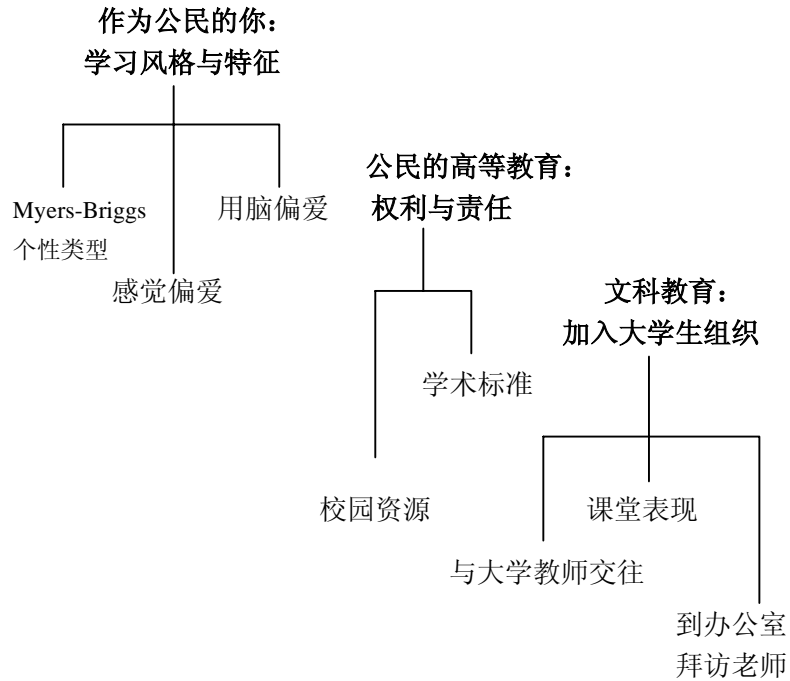 作为公民的你：
学习风格与特征
Myers-Briggs
个性类型
用脑偏爱
感觉偏爱
公民的高等教育：
权利与责任
学术标准
校园资源
文科教育：
加入大学生组织
课堂表现
与大学教师交往
到办公室
拜访老师